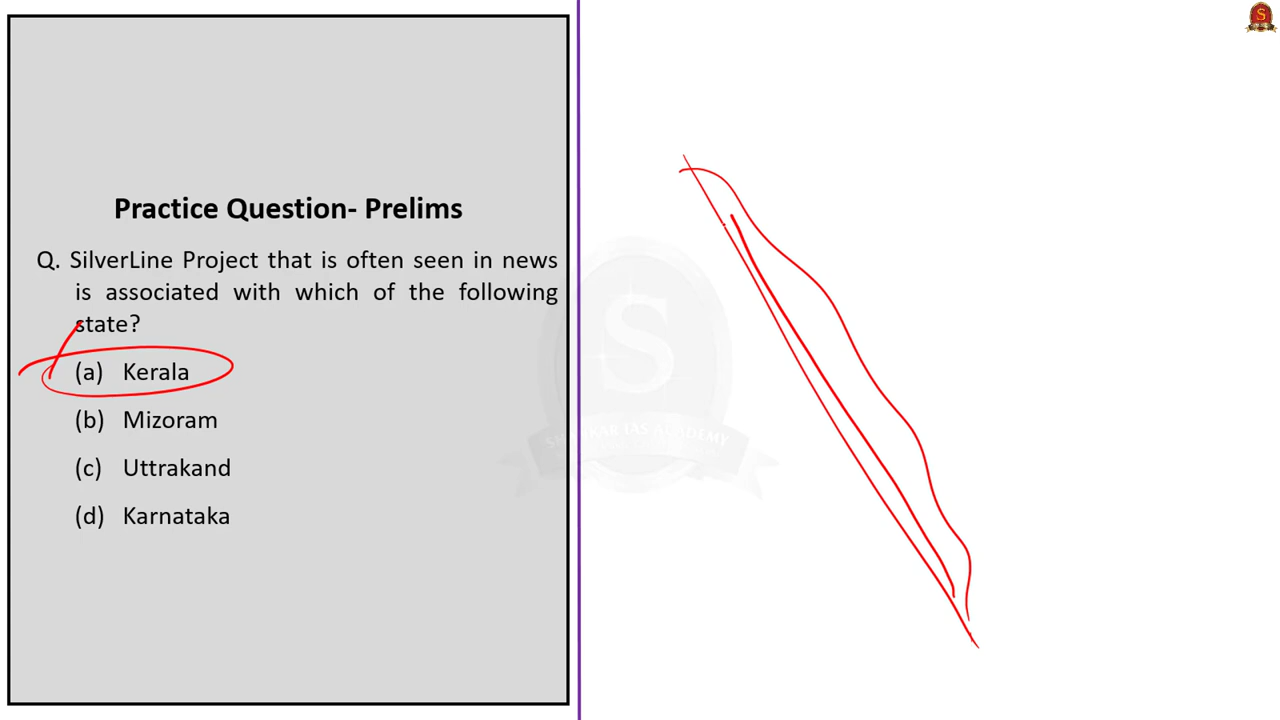 Practice Question- Prelims
Q. SilverLine Project that is often seen in news
is associated with which of the following
state?
(a) Kerala
(b) Mizoram
(c) Uttrakand
(d) Karnataka
S
S